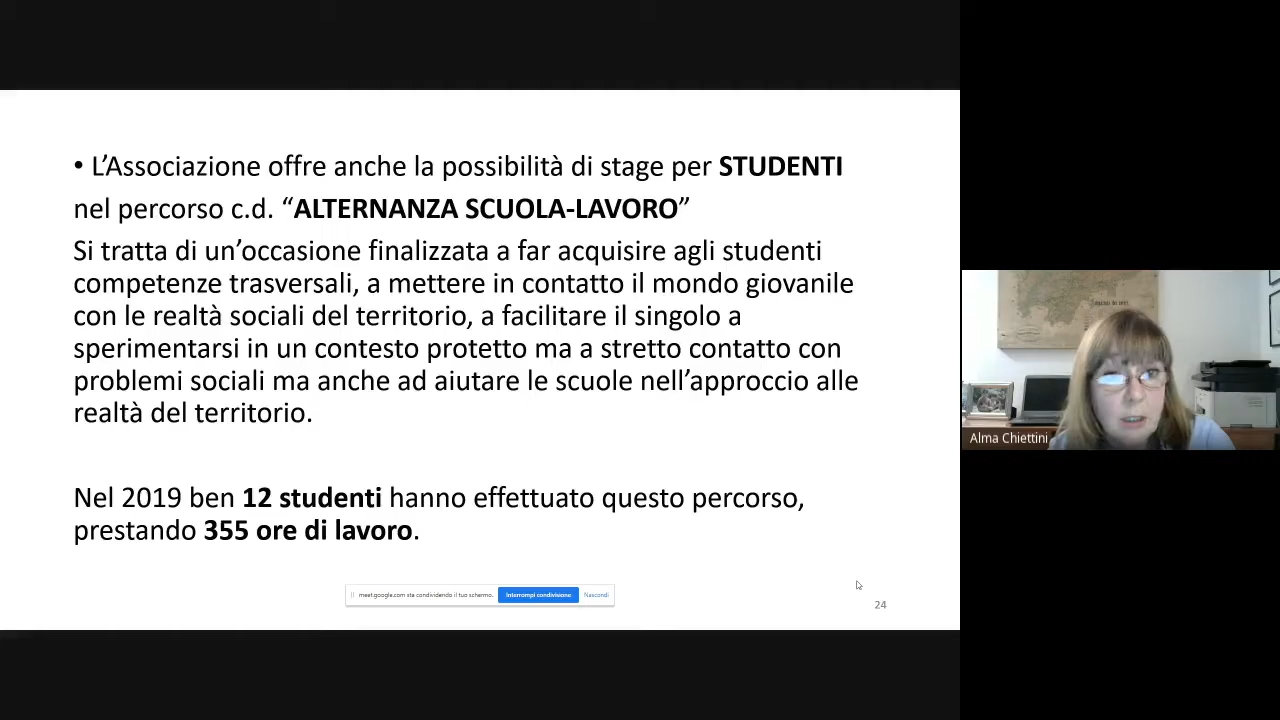 • L’Associazione offre anche la possibilità di stage per STUDENTI
nel percorso c.d. “ALTERNANZA SCUOLA-LAVORO”
Si tratta di un’occasione finalizzata a far acquisire agli studenti
competenze trasversali, a mettere in contatto il mondo giovanile
con le realtà sociali del territorio, a facilitare il singolo a
sperimentarsi in un contesto protetto ma a stretto contatto con
problemi sociali ma anche ad aiutare le scuole nell’approccio alle
realtà del territorio.
Nel 2019 ben 12 studenti hanno effettuato questo percorso,
prestando 355 ore di lavoro.
meet.google.com sta condividendo il tuo schermo. Interrompi condivisione Nascondi
24
Alma Chiettini